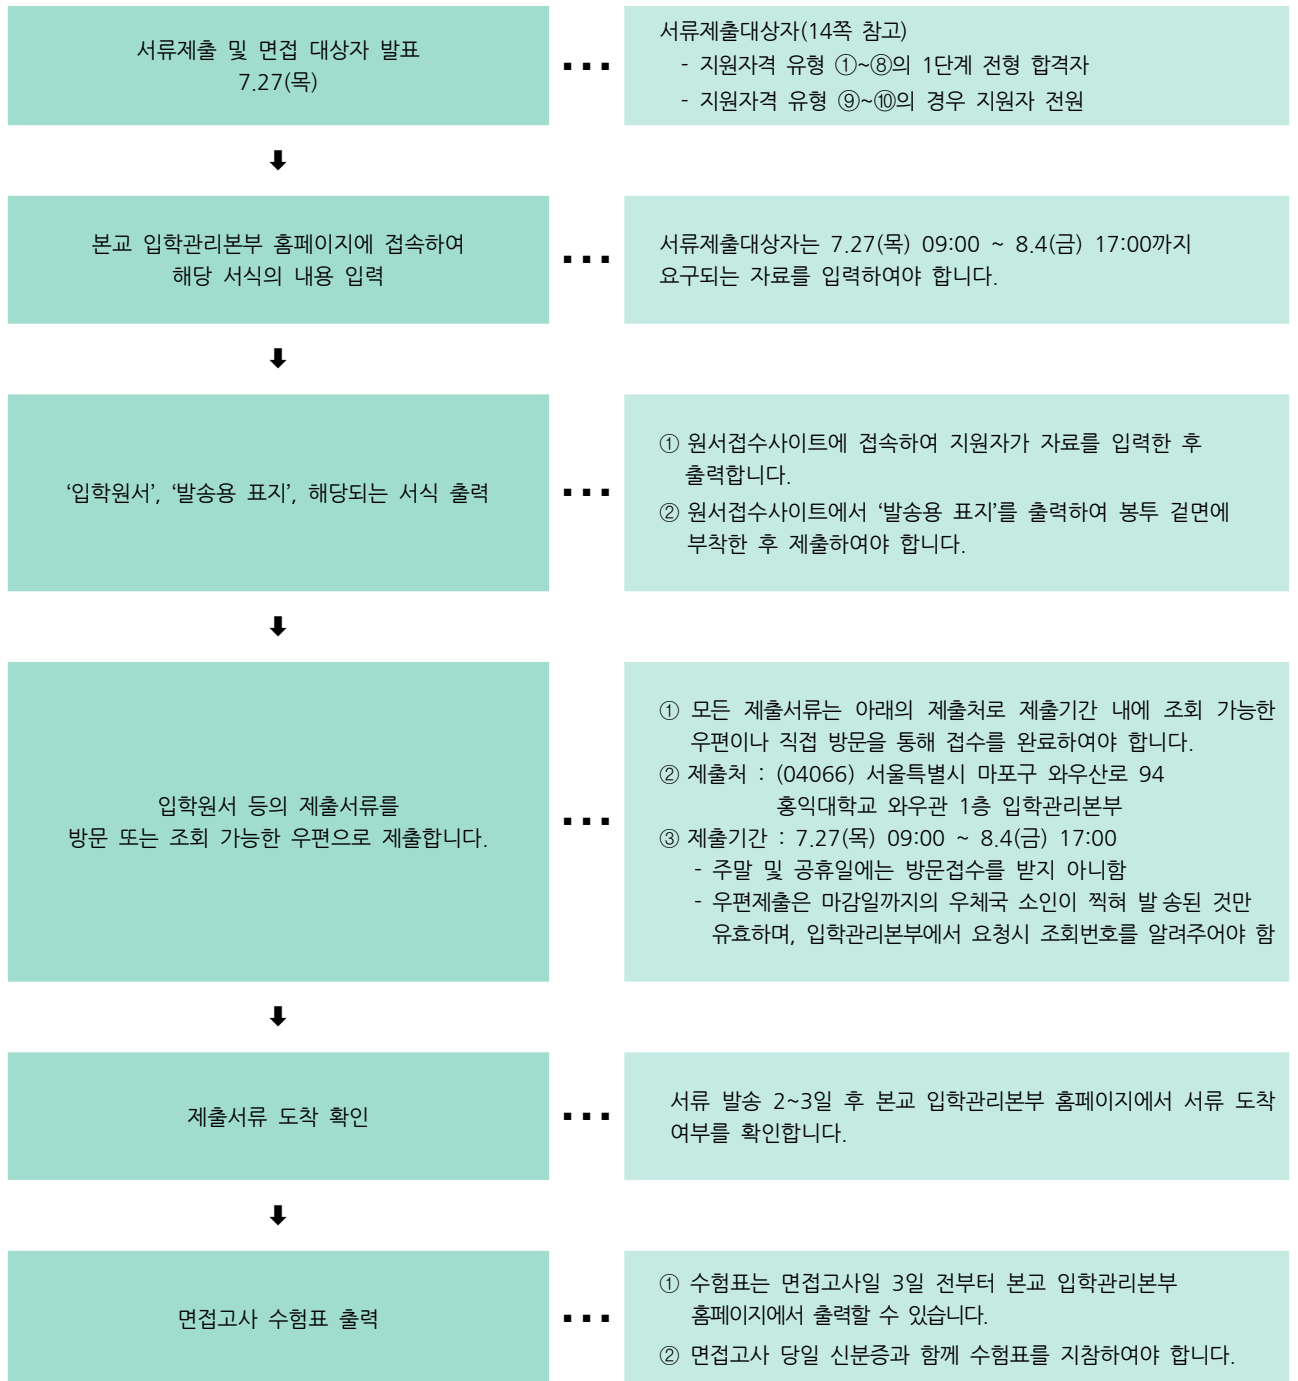 서류제출 및 면접 대상자 발표
7.27(목)
서류제출대상자(14쪽 참고)
- 지원자격 유형 ①~⑧의 1단계 전형 합격자
- 지원자격 유형 ⑨~⑩의 경우 지원자 전원
본교 입학관리본부 홈페이지에 접속하여
해당 서식의 내용 입력
서류제출대상자는 7.27(목) 09:00 ~ 8.4(금) 17:00까지
요구되는 자료를 입력하여야 합니다.
‘입학원서’, ‘발송용 표지’, 해당되는 서식 출력
① 원서접수사이트에 접속하여 지원자가 자료를 입력한 후
출력합니다.
② 원서접수사이트에서 ‘발송용 표지’를 출력하여 봉투 겉면에
부착한 후 제출하여야 합니다.
입학원서 등의 제출서류를
방문 또는 조회 가능한 우편으로 제출합니다.
① 모든 제출서류는 아래의 제출처로 제출기간 내에 조회 가능한
우편이나 직접 방문을 통해 접수를 완료하여야 합니다.
② 제출처 : (04066) 서울특별시 마포구 와우산로 94
홍익대학교 와우관 1층 입학관리본부
③ 제출기간 : 7.27(목) 09:00 ~ 8.4(금) 17:00
- 주말 및 공휴일에는 방문접수를 받지 아니함
- 우편제출은 마감일까지의 우체국 소인이 찍혀 발송된 것만
유효하며, 입학관리본부에서 요청시 조회번호를 알려주어야 함
제출서류 도착 확인
서류 발송 2~3일 후 본교 입학관리본부 홈페이지에서 서류 도착
여부를 확인합니다.
면접고사 수험표 출력
① 수험표는 면접고사일 3일 전부터 본교 입학관리본부
홈페이지에서 출력할 수 있습니다.
② 면접고사 당일 신분증과 함께 수험표를 지참하여야 합니다.